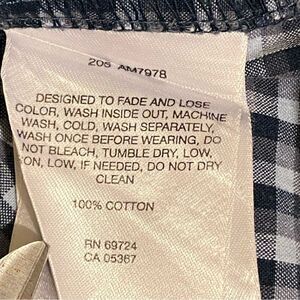 205 AM7978
DESIGNED TO FADE AND LOSE
COLOR, WASH INSIDE OUT, MACHINE
WASH, COLD, WASH SEPARATELY,
WASH ONCE BEFORE WEARING, DO
NOT BLEACH, TUMBLE DRY, LOW,
ON, LOW, IF NEEDED, DO NOT DRY
CLEAN
100% COTTON
RN 69724
CA 05367